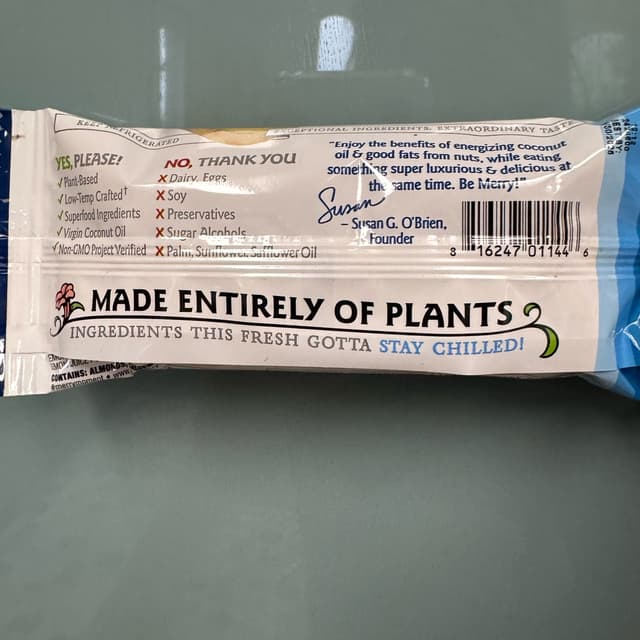 KEEP REFRIGERATED
EXCEPTIONAL INGREDIENTS. EXTRAORDINARY TASTE
YES, PLEASE!
✓ Plant-Based
✓ Low-Temp Crafted†
✓ Superfood Ingredients
✓ Virgin Coconut Oil
✓ Non-GMO Project Verified
NO, THANK YOU
X Dairy, Eggs
X Soy
X Preservatives
X Sugar Alcohols
X Palm, Sunflower, Safflower Oil
"Enjoy the benefits of energizing coconut
oil & good fats from nuts, while eating
something super luxurious & delicious at
the same time. Be Merry!"
Susan
– Susan G. O'Brien,
Founder
8 16247 01144 6
MADE ENTIRELY OF PLANTS
INGREDIENTS THIS FRESH GOTTA STAY CHILLED!
CONTAINS: ALMONDS,
#merrymoment • www.